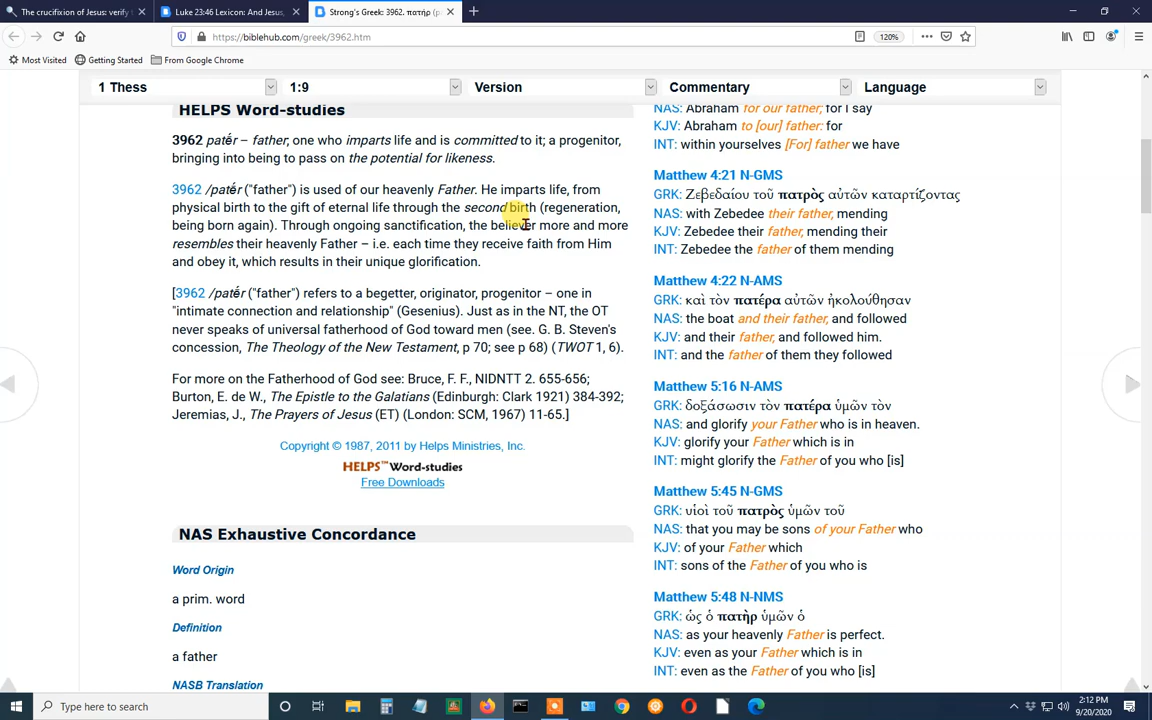 The crucifixion of Jesus: verify
Luke 23:46 Lexicon: And Jesus,
Strong's Greek: 3962. πατήρ (p
https://biblehub.com/greek/3962.htm
120%
Most Visited
Getting Started
From Google Chrome
1 Thess
1:9
Version
Commentary
Language
HELPS Word-studies
3962 patḗr – father; one who imparts life and is committed to it; a progenitor,
bringing into being to pass on the potential for likeness.
3962 /patḗr ("father") is used of our heavenly Father. He imparts life, from
physical birth to the gift of eternal life through the second birth (regeneration,
being born again). Through ongoing sanctification, the believer more and more
resembles their heavenly Father – i.e. each time they receive faith from Him
and obey it, which results in their unique glorification.
[3962 /patḗr ("father") refers to a begetter, originator, progenitor – one in
"intimate connection and relationship" (Gesenius). Just as in the NT, the OT
never speaks of universal fatherhood of God toward men (see. G. B. Steven's
concession, The Theology of the New Testament, p 70; see p 68) (TWOT 1, 6).
For more on the Fatherhood of God see: Bruce, F. F., NIDNTT 2. 655-656;
Burton, E. de W., The Epistle to the Galatians (Edinburgh: Clark 1921) 384-392;
Jeremias, J., The Prayers of Jesus (ET) (London: SCM, 1967) 11-65.]
Copyright © 1987, 2011 by Helps Ministries, Inc.
HELPS™ Word-studies
Free Downloads
NAS Exhaustive Concordance
Word Origin
a prim. word
Definition
a father
NASB Translation
NAS: Abraham for our father; for I say
KJV: Abraham to [our] father: for
INT: within yourselves [For] father we have
Matthew 4:21 N-GMS
GRK: Ζεβεδαίου τοῦ πατρὸς αὐτῶν καταρτίζοντας
NAS: with Zebedee their father, mending
KJV: Zebedee their father, mending their
INT: Zebedee the father of them mending
Matthew 4:22 N-AMS
GRK: καὶ τὸν πατέρα αὐτῶν ἠκολούθησαν
NAS: the boat and their father, and followed
KJV: and their father, and followed him.
INT: and the father of them they followed
Matthew 5:16 N-AMS
GRK: δοξάσωσιν τὸν πατέρα ὑμῶν τὸν
NAS: and glorify your Father who is in heaven.
KJV: glorify your Father which is in
INT: might glorify the Father of you who [is]
Matthew 5:45 N-GMS
GRK: υἱοὶ τοῦ πατρὸς ὑμῶν τοῦ
NAS: that you may be sons of your Father who
KJV: of your Father which
INT: sons of the Father of you who is
Matthew 5:48 N-NMS
GRK: ὡς ὁ πατὴρ ὑμῶν ὁ
NAS: as your heavenly Father is perfect.
KJV: even as your Father which is in
INT: even as the Father of you who [is]
Type here to search
2:12 PM
9/20/2020